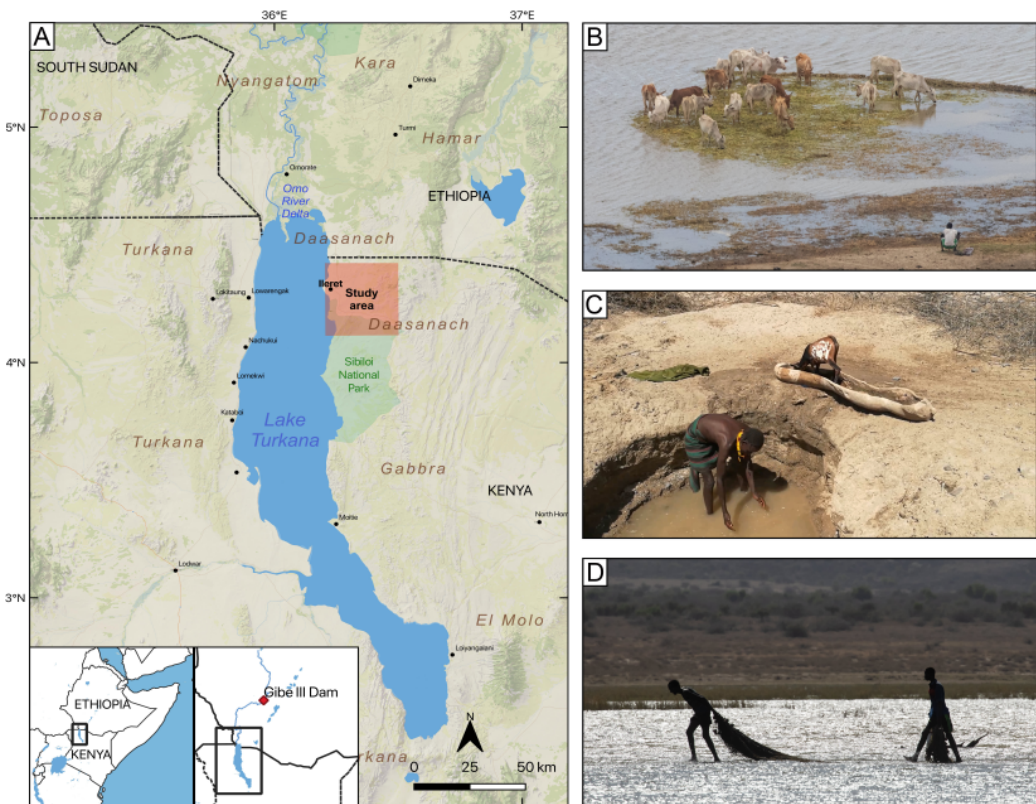 A
36°E
37°E
SOUTH SUDAN
Nyangatom
Kara
Dimeka
Toposa
5°N
Turmi
Hamar
Omorate
ETHIOPIA
Omo
River
Delta
Daasanach
Turkana
Ileret
Study
area
Lokitaung
Lowarengak
Daasanach
Nachukui
4°N
Sibiloi
National
Park
Lomekwi
Kataboi
Lake
Turkana
Turkana
Gabbra
KENYA
Moite
North Horr
Lodwar
3°N
El Molo
Loiyangalani
ETHIOPIA
KENYA
Gibe III Dam
N
rkana
0 25 50 km
B
C
D